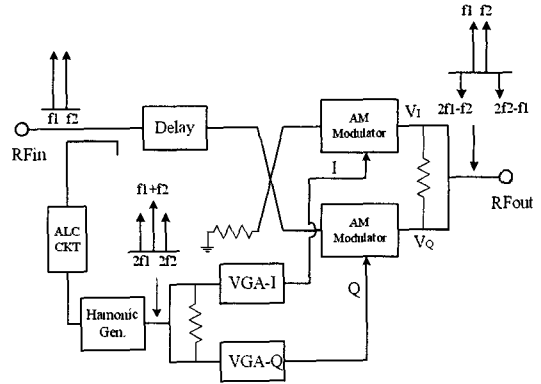 f1 f2
f1 f2
2f1-f2 2f2-f1
RFin
Delay
AM
Modulator
VI
I
RFout
f1+f2
ALC
CKT
2f1 2f2
AM
Modulator
VQ
VGA-I
Q
Hamonic
Gen.
VGA-Q